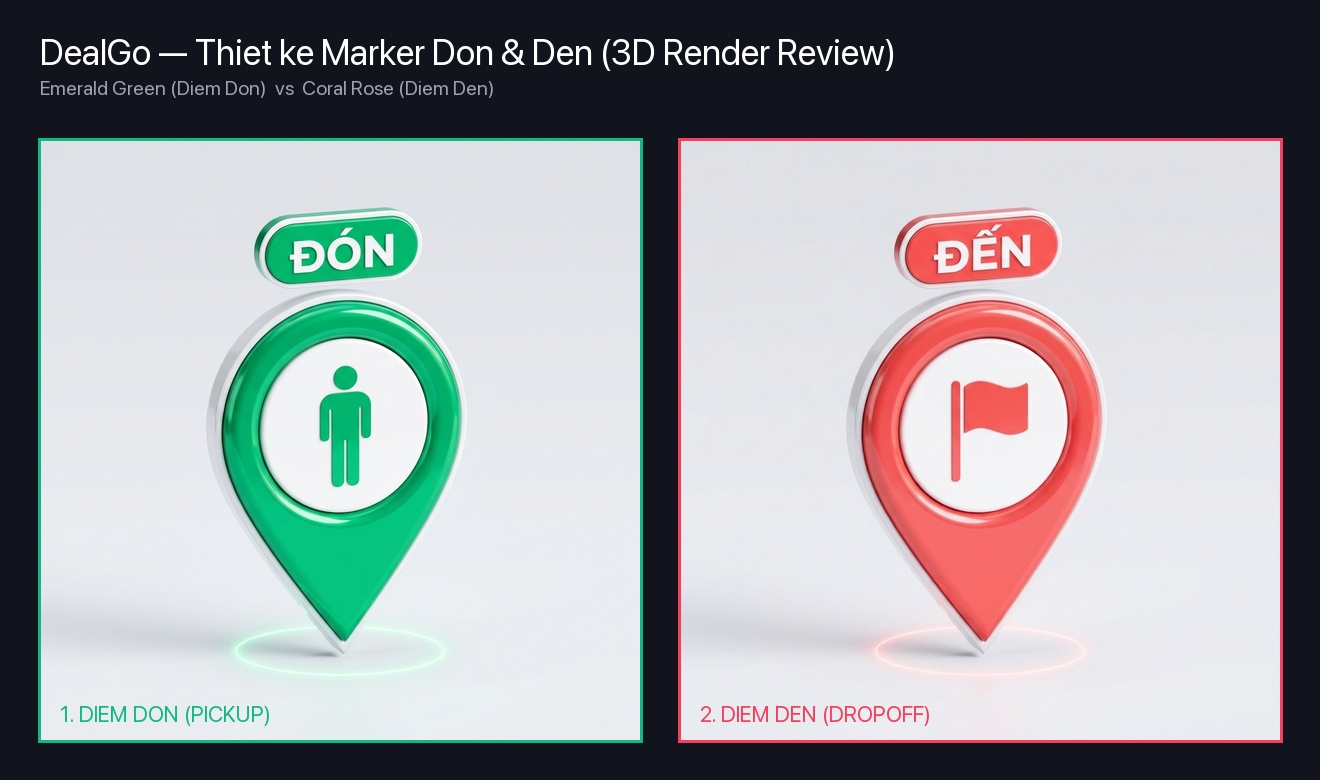 DealGo — Thiet ke Marker Don & Den (3D Render Review)
Emerald Green (Diem Don) vs Coral Rose (Diem Den)
ĐÓN
1. DIEM DON (PICKUP)
ĐẾN
2. DIEM DEN (DROPOFF)